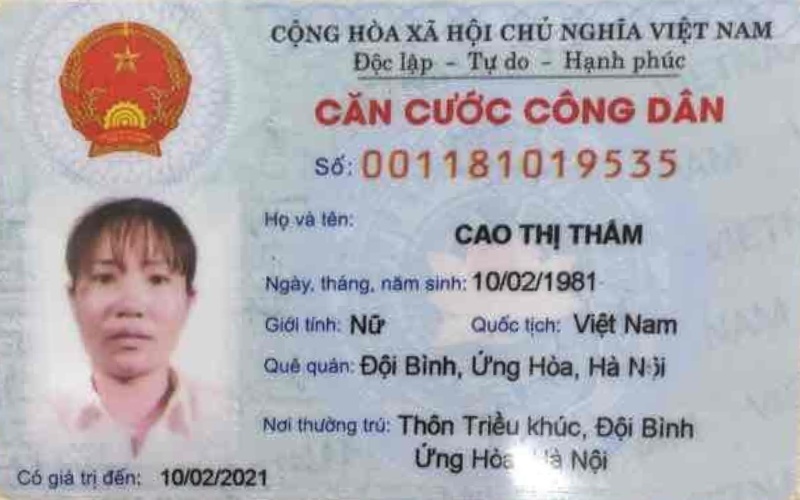 CỘNG HÒA XÃ HỘI CHỦ NGHĨA VIỆT NAM
Độc lập - Tự do - Hạnh phúc
CĂN CƯỚC CÔNG DÂN
Số: 001181019535
Họ và tên:
CAO THỊ THẮM
Ngày, tháng, năm sinh: 10/02/1981
Giới tính: Nữ Quốc tịch: Việt Nam
Quê quán: Đội Bình, Ứng Hòa, Hà Nội
Nơi thường trú: Thôn Triều khúc, Đội Bình
Ứng Hòa Hà Nội
Có giá trị đến: 10/02/2021